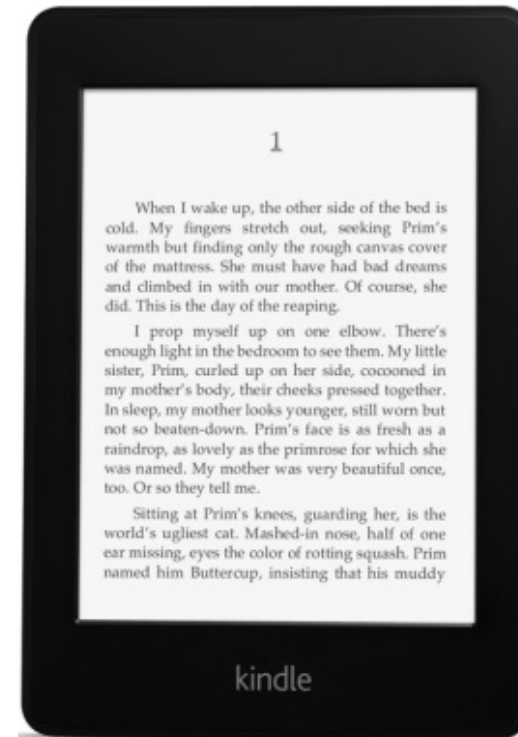 1
When I wake up, the other side of the bed is
cold. My fingers stretch out, seeking Prim's
warmth but finding only the rough canvas cover
of the mattress. She must have had bad dreams
and climbed in with our mother. Of course, she
did. This is the day of the reaping.
I prop myself up on one elbow. There's
enough light in the bedroom to see them. My little
sister, Prim, curled up on her side, cocooned in
my mother's body, their cheeks pressed together.
In sleep, my mother looks younger, still worn but
not so beaten-down. Prim's face is as fresh as a
raindrop, as lovely as the primrose for which she
was named. My mother was very beautiful once,
too. Or so they tell me.
Sitting at Prim's knees, guarding her, is the
world's ugliest cat. Mashed-in nose, half of one
ear missing, eyes the color of rotting squash. Prim
named him Buttercup, insisting that his muddy
kindle